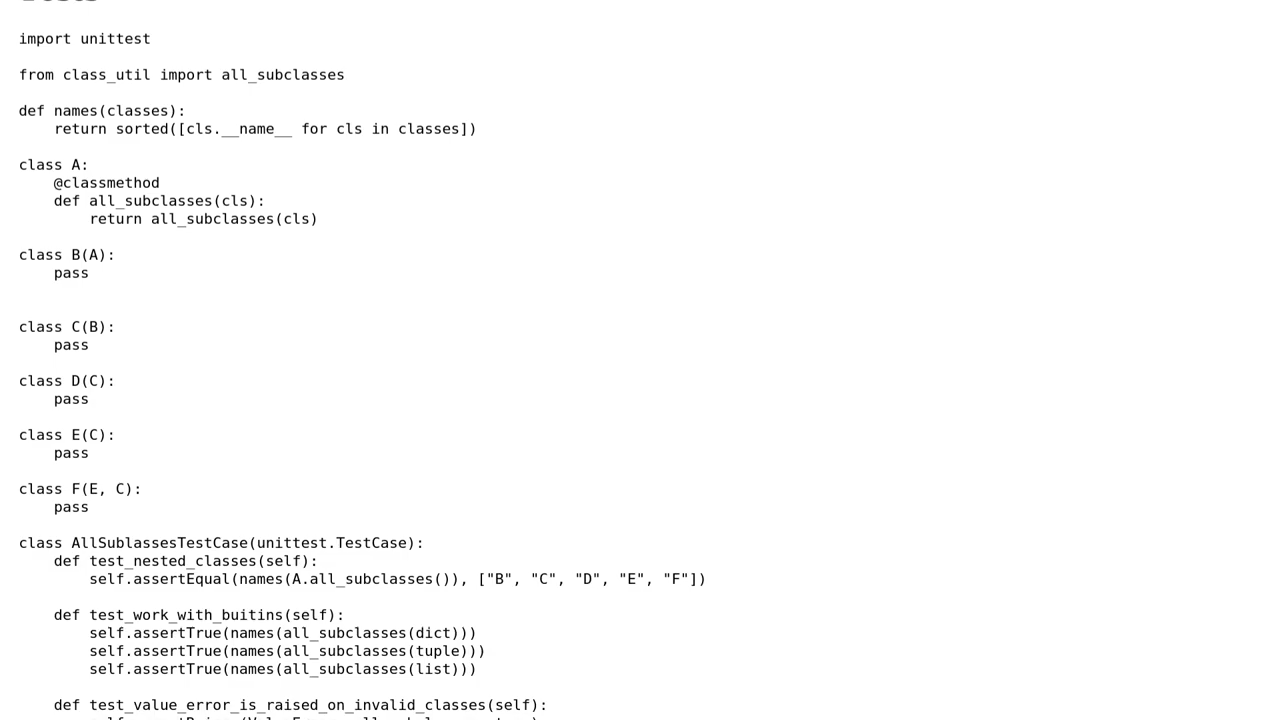 import unittest

from class_util import all_subclasses

def names(classes):
    return sorted([cls.__name__ for cls in classes])

class A:
    @classmethod
    def all_subclasses(cls):
        return all_subclasses(cls)

class B(A):
    pass


class C(B):
    pass

class D(C):
    pass

class E(C):
    pass

class F(E, C):
    pass

class AllSublassesTestCase(unittest.TestCase):
    def test_nested_classes(self):
        self.assertEqual(names(A.all_subclasses()), ["B", "C", "D", "E", "F"])

    def test_work_with_buitins(self):
        self.assertTrue(names(all_subclasses(dict)))
        self.assertTrue(names(all_subclasses(tuple)))
        self.assertTrue(names(all_subclasses(list)))

    def test_value_error_is_raised_on_invalid_classes(self):